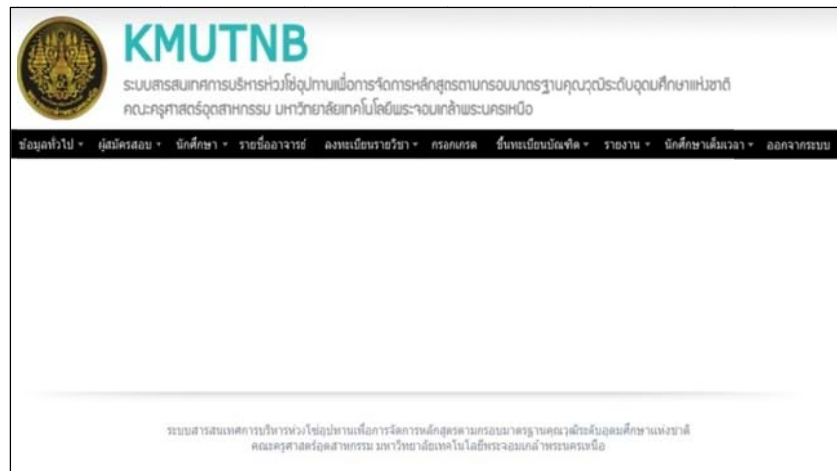 KMUTNB
ระบบสารสนเทศการบริหารห่วงโซ่อุปทานเพื่อการจัดการหลักสูตรตามกรอบมาตรฐานคุณวุฒิระดับอุดมศึกษาแห่งชาติ
คณะครุศาสตร์อุตสาหกรรม มหาวิทยาลัยเทคโนโลยีพระจอมเกล้าพระนครเหนือ
ข้อมูลทั่วไป ผู้สมัครสอบ นักศึกษา รายชื่ออาจารย์ ลงทะเบียนรายวิชา กรอกเกรด ขึ้นทะเบียนบัณฑิต รายงาน นักศึกษาเต็มเวลา ออกจากระบบ
ระบบสารสนเทศการบริหารห่วงโซ่อุปทานเพื่อการจัดการหลักสูตรตามกรอบมาตรฐานคุณวุฒิระดับอุดมศึกษาแห่งชาติ
คณะครุศาสตร์อุตสาหกรรม มหาวิทยาลัยเทคโนโลยีพระจอมเกล้าพระนครเหนือ